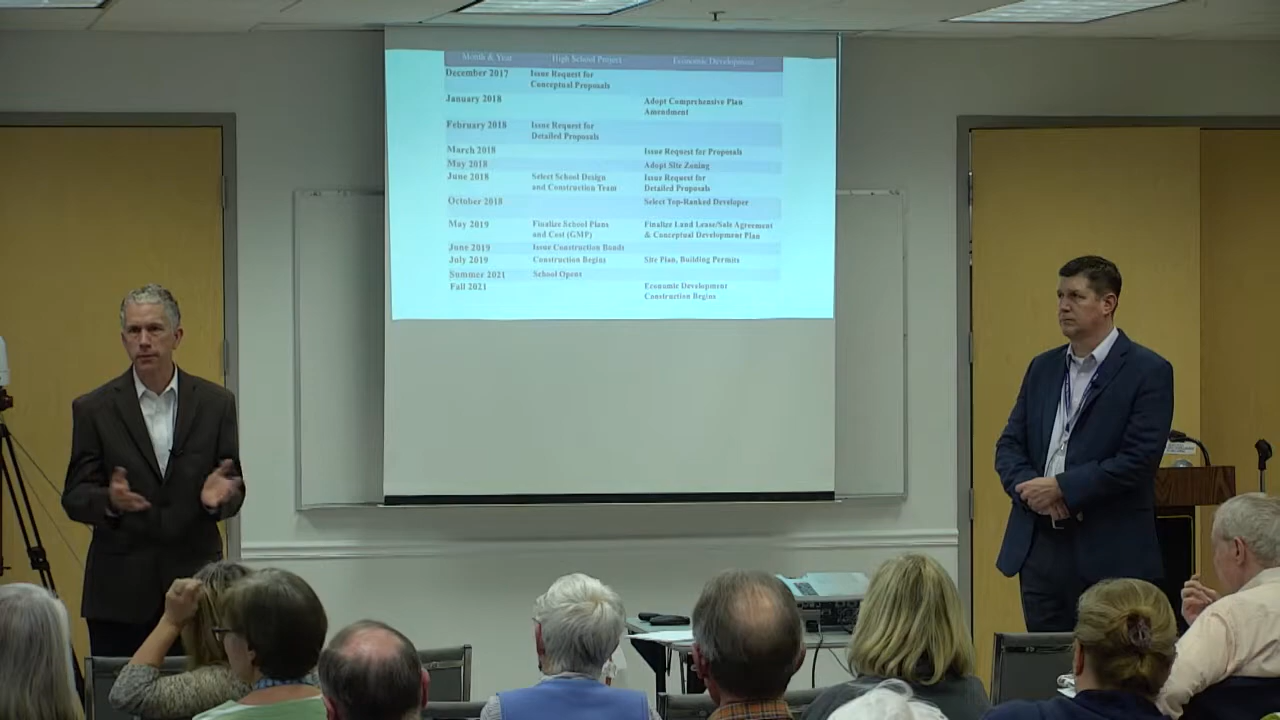 Month & Year High School Project Economic Development
December 2017 Issue Request for
Conceptual Proposals
January 2018 Adopt Comprehensive Plan
Amendment
February 2018 Issue Request for
Detailed Proposals
March 2018 Issue Request for Proposals
May 2018 Adopt Site Zoning
June 2018 Select School Design Issue Request for
and Construction Team Detailed Proposals
October 2018 Select Top-Ranked Developer
May 2019 Finalize School Plans Finalize Land Lease/Sale Agreement
and Cost (GMP) & Conceptual Development Plan
June 2019 Issue Construction Bonds
July 2019 Construction Begins Site Plan, Building Permits
Summer 2021 School Opens
Fall 2021 Economic Development
Construction Begins